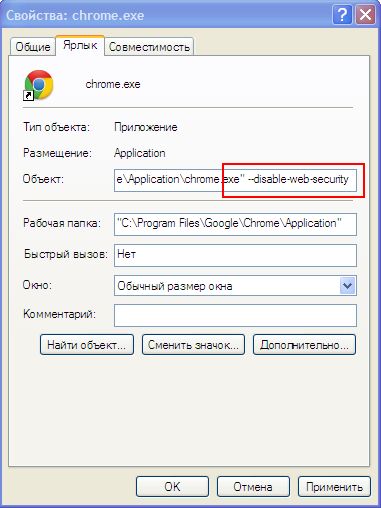 Свойства: chrome.exe
Общие Ярлык Совместимость
chrome.exe
Тип объекта: Приложение
Размещение: Application
Объект: e\Application\chrome.exe" --disable-web-security
Рабочая папка: "C:\Program Files\Google\Chrome\Application"
Быстрый вызов: Нет
Окно: Обычный размер окна
Комментарий:
Найти объект... Сменить значок... Дополнительно...
ОК Отмена Применить